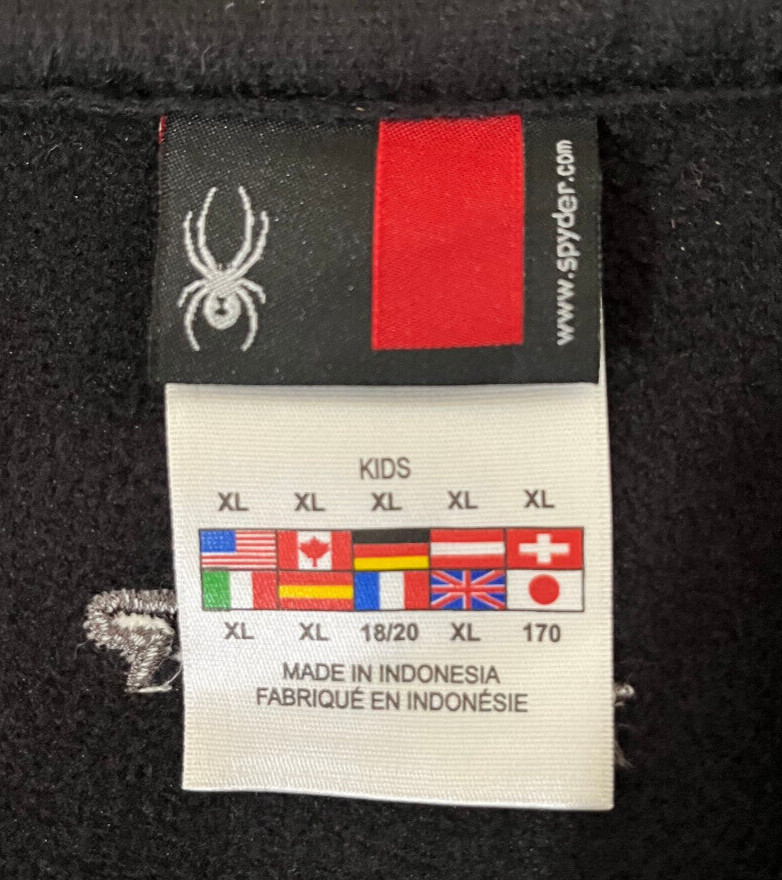 www.spyder.com
KIDS
XL XL XL XL XL
XL XL 18/20 XL 170
MADE IN INDONESIA
FABRIQUÉ EN INDONÉSIE